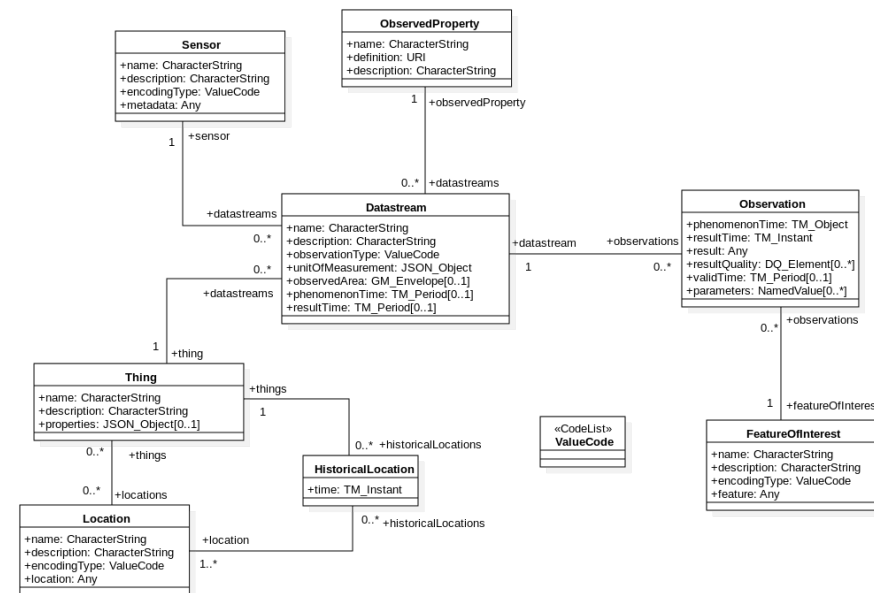 ObservedProperty
+name: CharacterString
+definition: URI
+description: CharacterString
Sensor
+name: CharacterString
+description: CharacterString
+encodingType: ValueCode
+metadata: Any
1
+observedProperty
+sensor
1
0..*
+datastreams
+datastreams
0..*
Datastream
+name: CharacterString
+description: CharacterString
+observationType: ValueCode
+unitOfMeasurement: JSON_Object
+observedArea: GM_Envelope[0..1]
+phenomenonTime: TM_Period[0..1]
+resultTime: TM_Period[0..1]
+datastream
1
+observations
0..*
Observation
+phenomenonTime: TM_Object
+resultTime: TM_Instant
+result: Any
+resultQuality: DQ_Element[0..*]
+validTime: TM_Period[0..1]
+parameters: NamedValue[0..*]
0..*
+datastreams
0..*
+observations
1
+thing
Thing
+name: CharacterString
+description: CharacterString
+properties: JSON_Object[0..1]
+things
1
1
+featureOfInteres
FeatureOfInterest
+name: CharacterString
+description: CharacterString
+encodingType: ValueCode
+feature: Any
«CodeList»
ValueCode
0..*
+things
0..*
+historicalLocations
HistoricalLocation
+time: TM_Instant
0..*
+locations
0..*
+historicalLocations
Location
+name: CharacterString
+description: CharacterString
+encodingType: ValueCode
+location: Any
+location
1..*